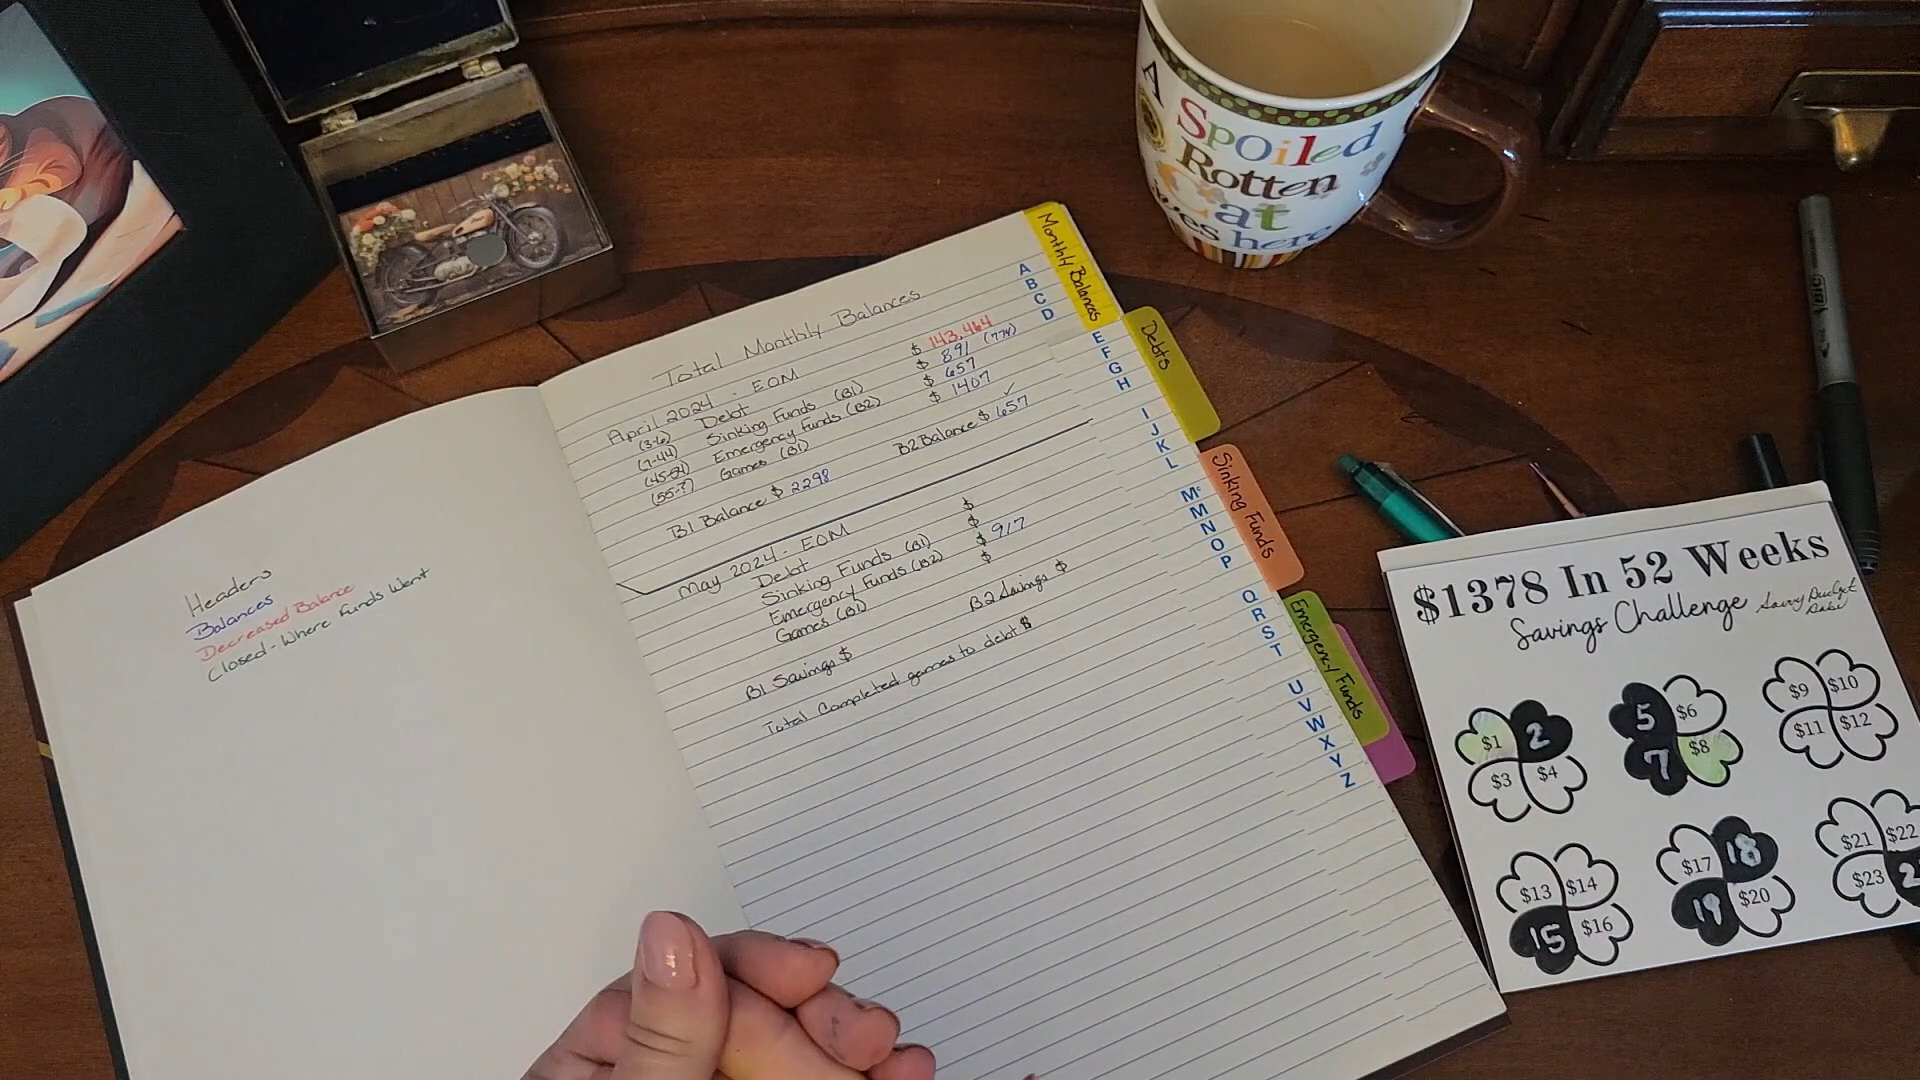 Headers
Balances
Decreased Balance
Closed - Where Funds Went
Total Monthly Balances
April 2024 - EOM
(3-6) Debt $ 143,464
(7-44) Sinking Funds (B1) $ 891 (774)
(45-54) Emergency Funds (B2) $ 657
(55-?) Games (B1) $ 1407
B1 Balance $ 2298 B2 Balance $ 657 ✓
May 2024 - EOM
Debt $
Sinking Funds (B1) $
Emergency Funds (B2) $ 917
Games (B1) $
B1 Savings $ B2 Savings $
Total Completed games to debt $
A
B
C
D
E
F
G
H
I
J
K
L
Mc
M
N
O
P
Q
R
S
T
U
V
W
X
Y
Z
Monthly Balances
Debts
Sinking Funds
Emergency Funds
A
Spoiled
Rotten
Cat
here
BIC
$1378 In 52 Weeks
Savings Challenge Savvy Budget
$1 2 $3 $4
5 $6 7 $8
$9 $10 $11 $12
$13 $14 15 $16
$17 18 19 $20
$21 $22 $23